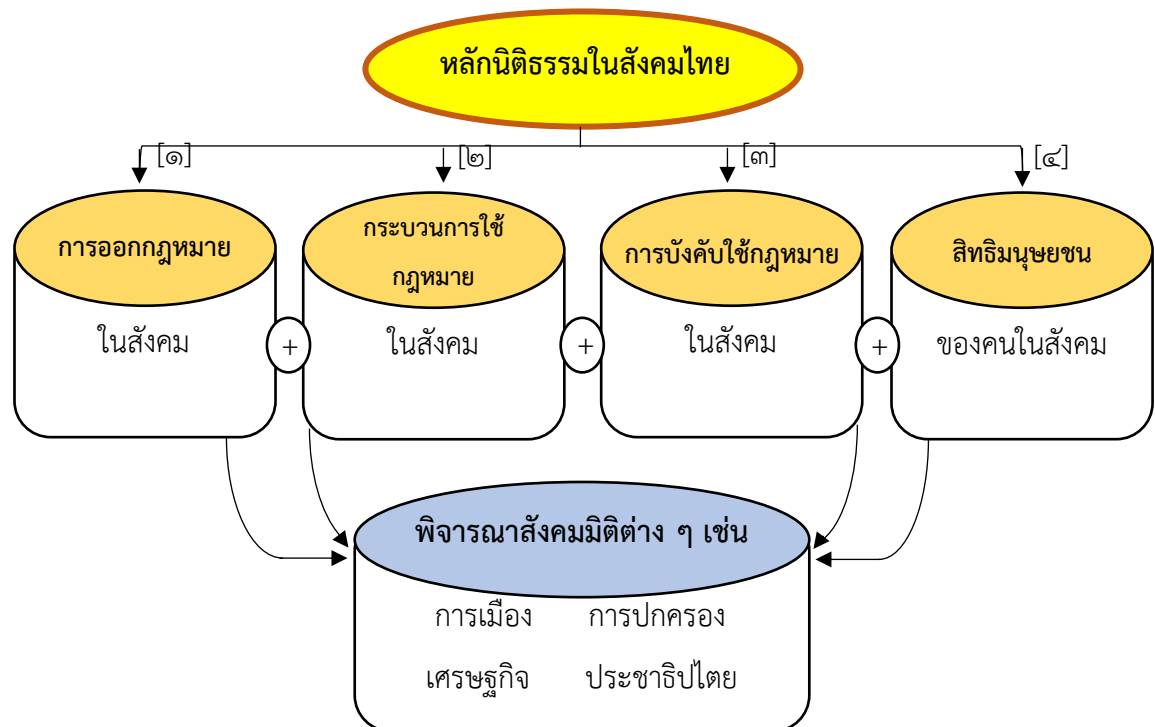 หลักนิติธรรมในสังคมไทย
[๑]
[๒]
[๓]
[๔]
การออกกฎหมาย
ในสังคม
+
กระบวนการใช้
กฎหมาย
ในสังคม
+
การบังคับใช้กฎหมาย
ในสังคม
+
สิทธิมนุษยชน
ของคนในสังคม
พิจารณาสังคมมิติต่าง ๆ เช่น
การเมือง การปกครอง
เศรษฐกิจ ประชาธิปไตย